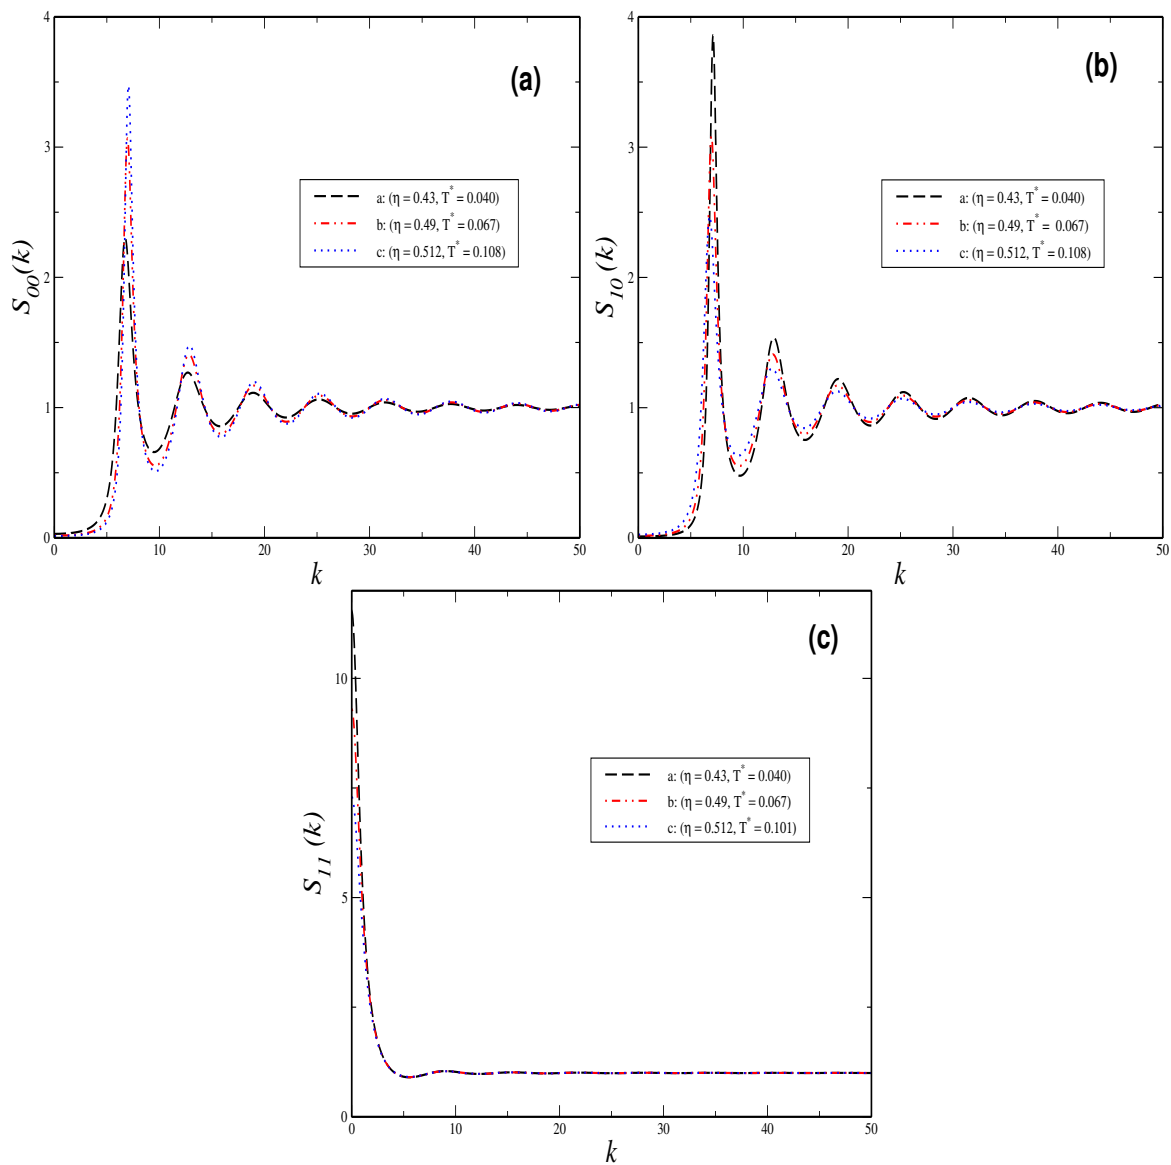 (a)
4
3
2
1
0
S00(k)
a: (η = 0.43, T* = 0.040)
b: (η = 0.49, T* = 0.067)
c: (η = 0.512, T* = 0.108)
0 10 20 30 40 50
k
(b)
4
3
2
1
0
S10(k)
a: (η = 0.43, T* = 0.040)
b: (η = 0.49, T* = 0.067)
c: (η = 0.512, T* = 0.108)
0 10 20 30 40 50
k
(c)
10
5
0
S11(k)
a: (η = 0.43, T* = 0.040)
b: (η = 0.49, T* = 0.067)
c: (η = 0.512, T* = 0.101)
0 10 20 30 40 50
k